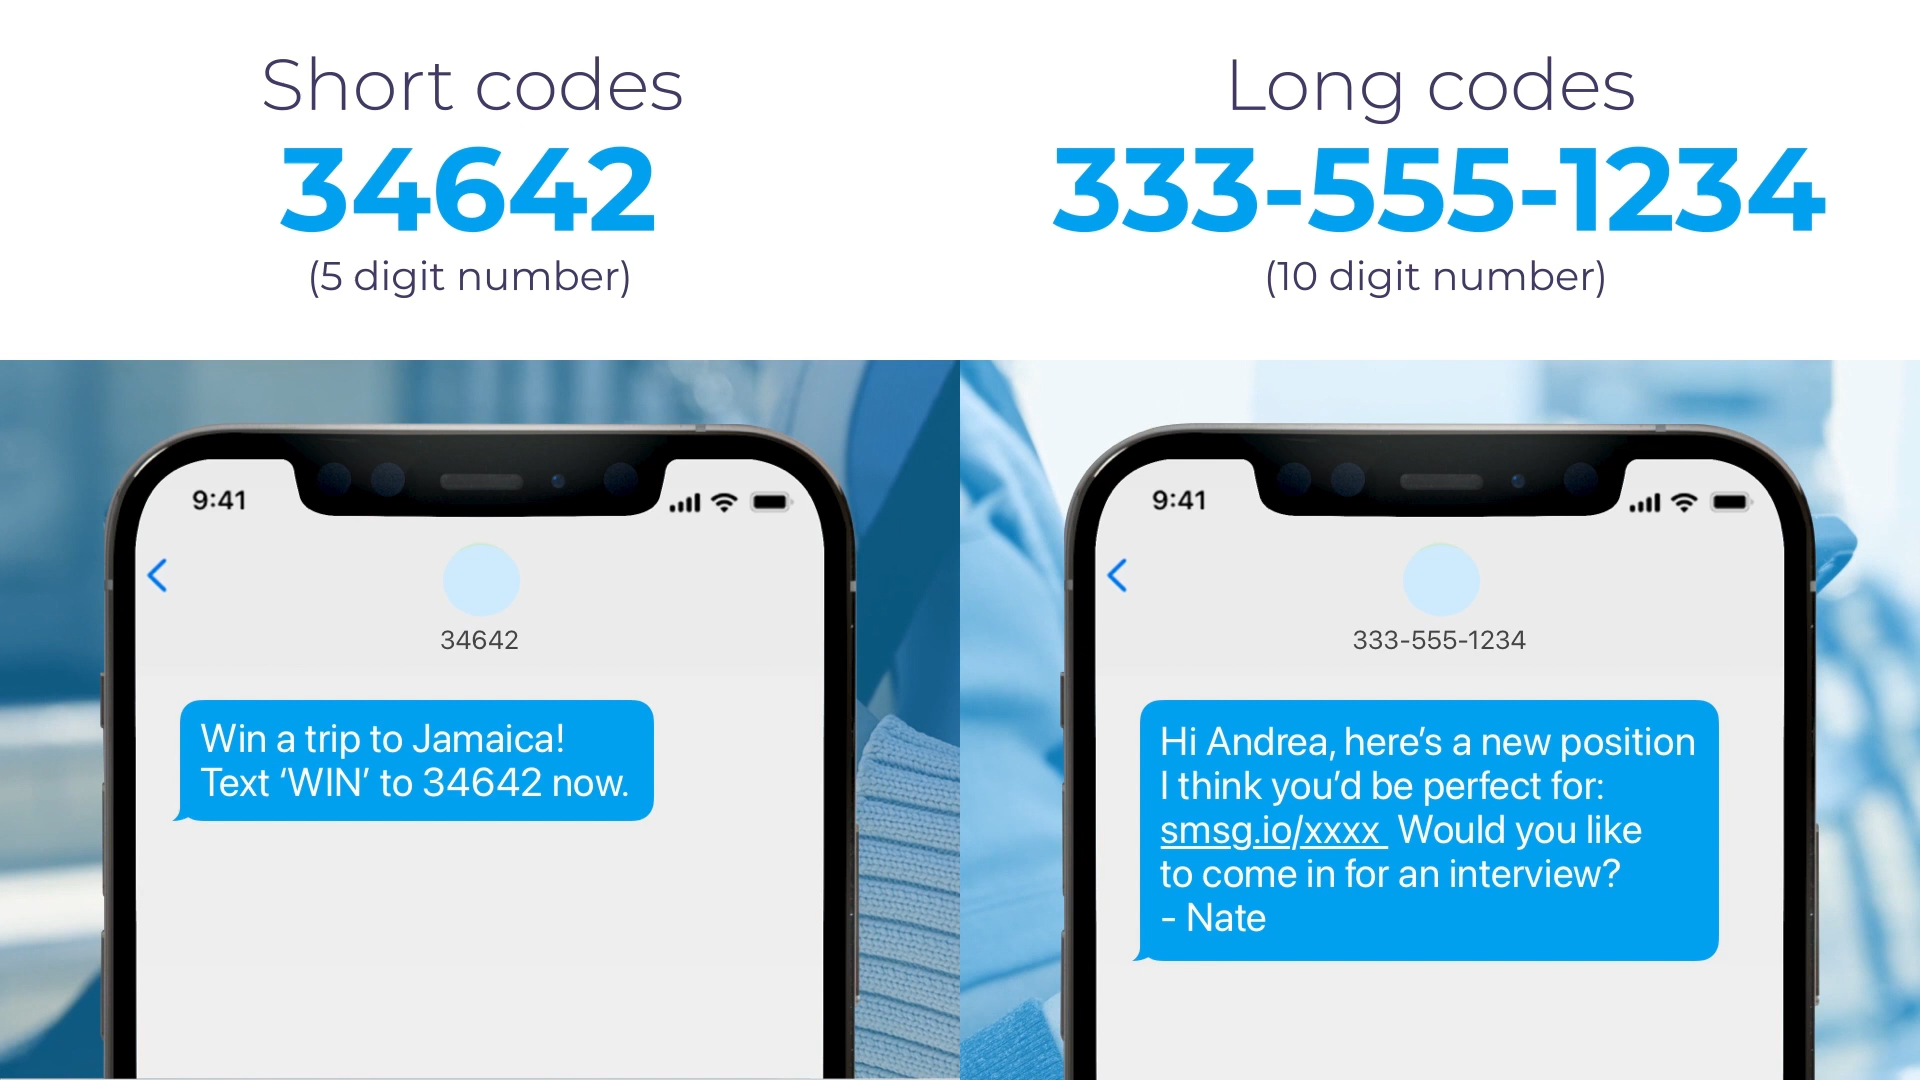 Short codes
34642
(5 digit number)
Long codes
333-555-1234
(10 digit number)
9:41
34642
Win a trip to Jamaica!
Text ‘WIN’ to 34642 now.
9:41
333-555-1234
Hi Andrea, here’s a new position
I think you’d be perfect for:
smsg.io/xxxx Would you like
to come in for an interview?
- Nate